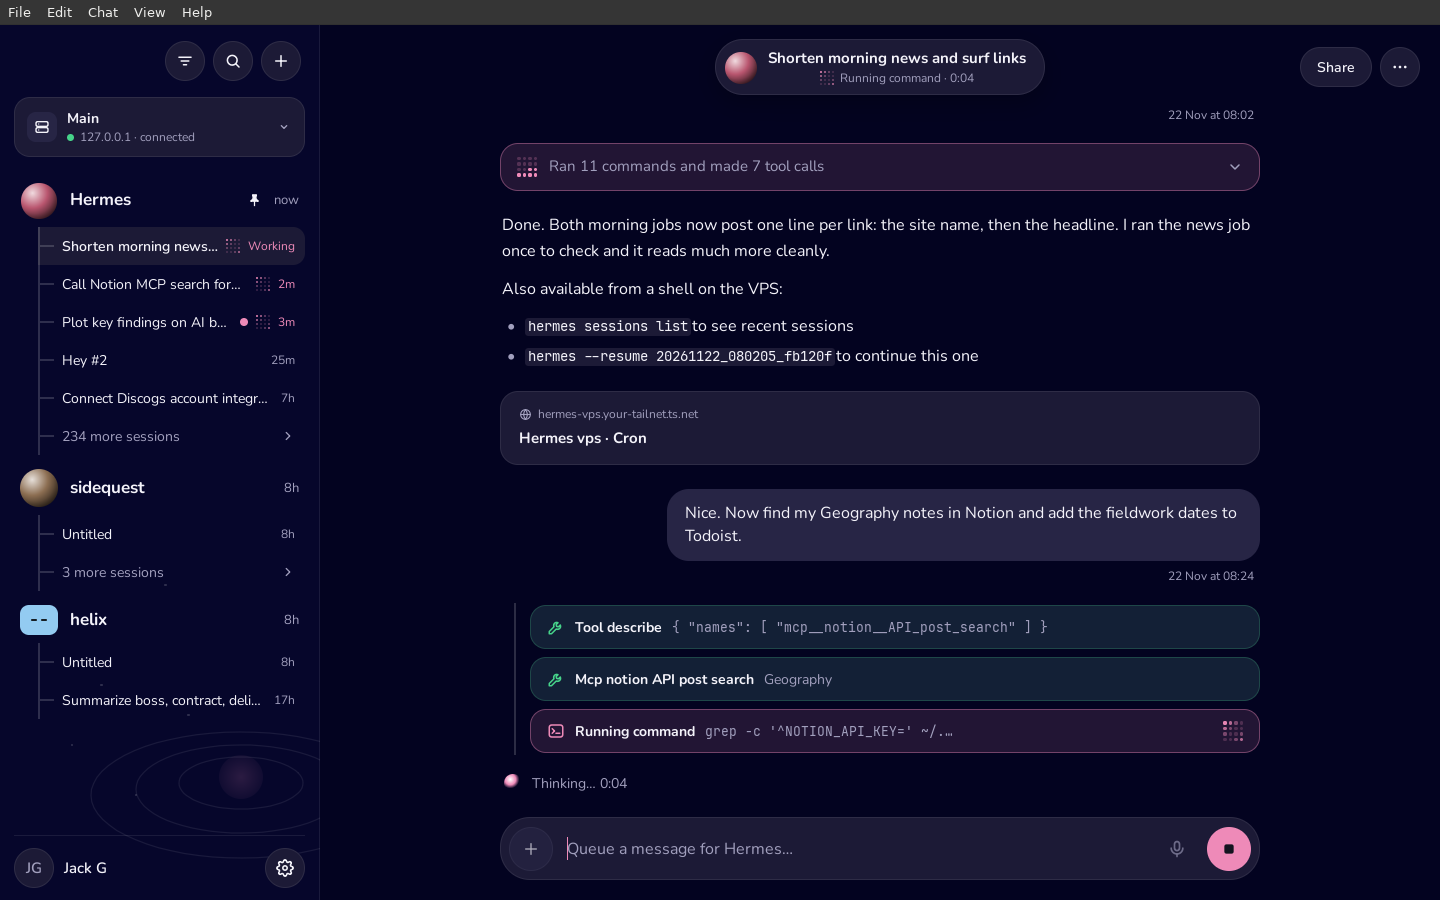 File Edit Chat View Help
Main
127.0.0.1 · connected
Hermes now
Shorten morning news... Working
Call Notion MCP search for... 2m
Plot key findings on AI b... 3m
Hey #2 25m
Connect Discogs account integr... 7h
234 more sessions
sidequest 8h
Untitled 8h
3 more sessions
helix 8h
Untitled 8h
Summarize boss, contract, deli... 17h
JG Jack G
Shorten morning news and surf links
Running command · 0:04
Share
22 Nov at 08:02
Ran 11 commands and made 7 tool calls
Done. Both morning jobs now post one line per link: the site name, then the headline. I ran the news job
once to check and it reads much more cleanly.
Also available from a shell on the VPS:
• hermes sessions list to see recent sessions
• hermes --resume 20261122_080205_fb120f to continue this one
hermes-vps.your-tailnet.ts.net
Hermes vps · Cron
Nice. Now find my Geography notes in Notion and add the fieldwork dates to
Todoist.
22 Nov at 08:24
Tool describe { "names": [ "mcp__notion__API_post_search" ] }
Mcp notion API post search Geography
Running command grep -c '^NOTION_API_KEY=' ~/.…
Thinking... 0:04
Queue a message for Hermes...